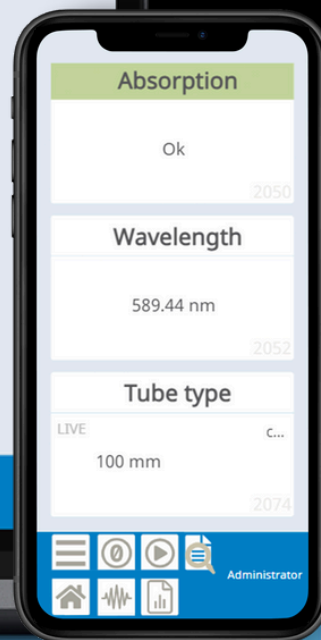 Absorption
Ok
2050
Wavelength
589.44 nm
2052
Tube type
LIVE c...
100 mm
2074
Administrator